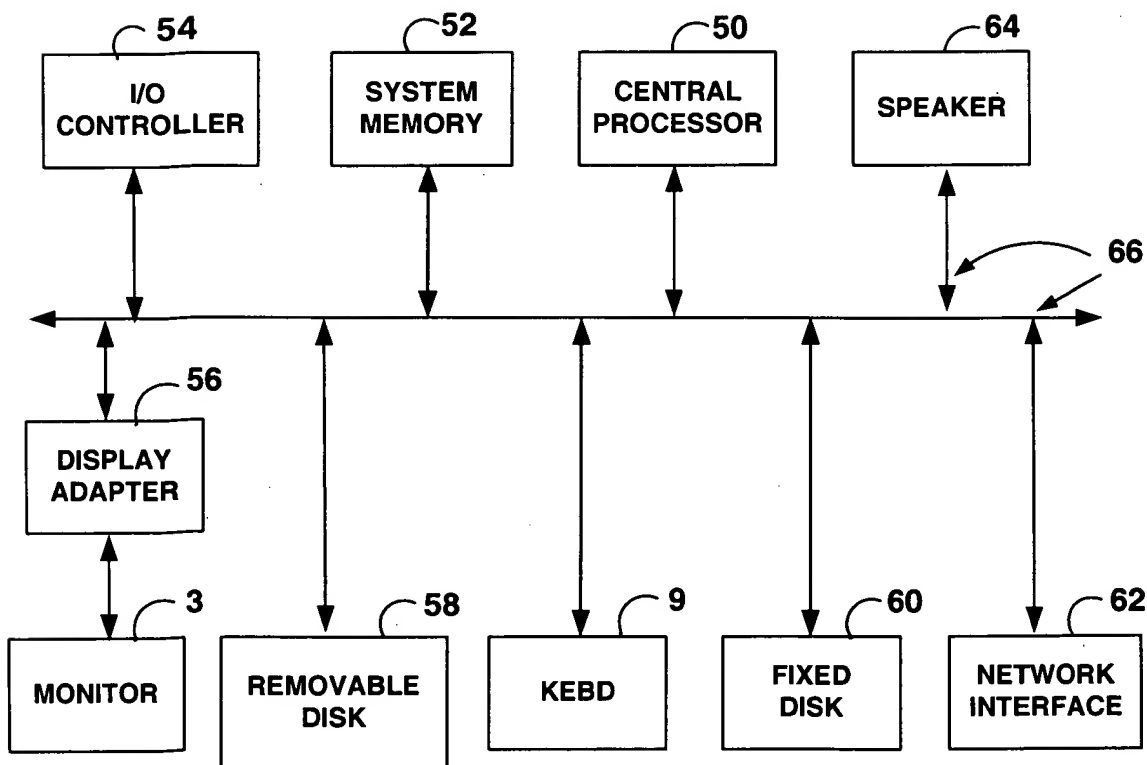 54
52
50
64
I/O
CONTROLLER
SYSTEM
MEMORY
CENTRAL
PROCESSOR
SPEAKER
66
56
DISPLAY
ADAPTER
3
58
9
60
62
MONITOR
REMOVABLE
DISK
KEBD
FIXED
DISK
NETWORK
INTERFACE